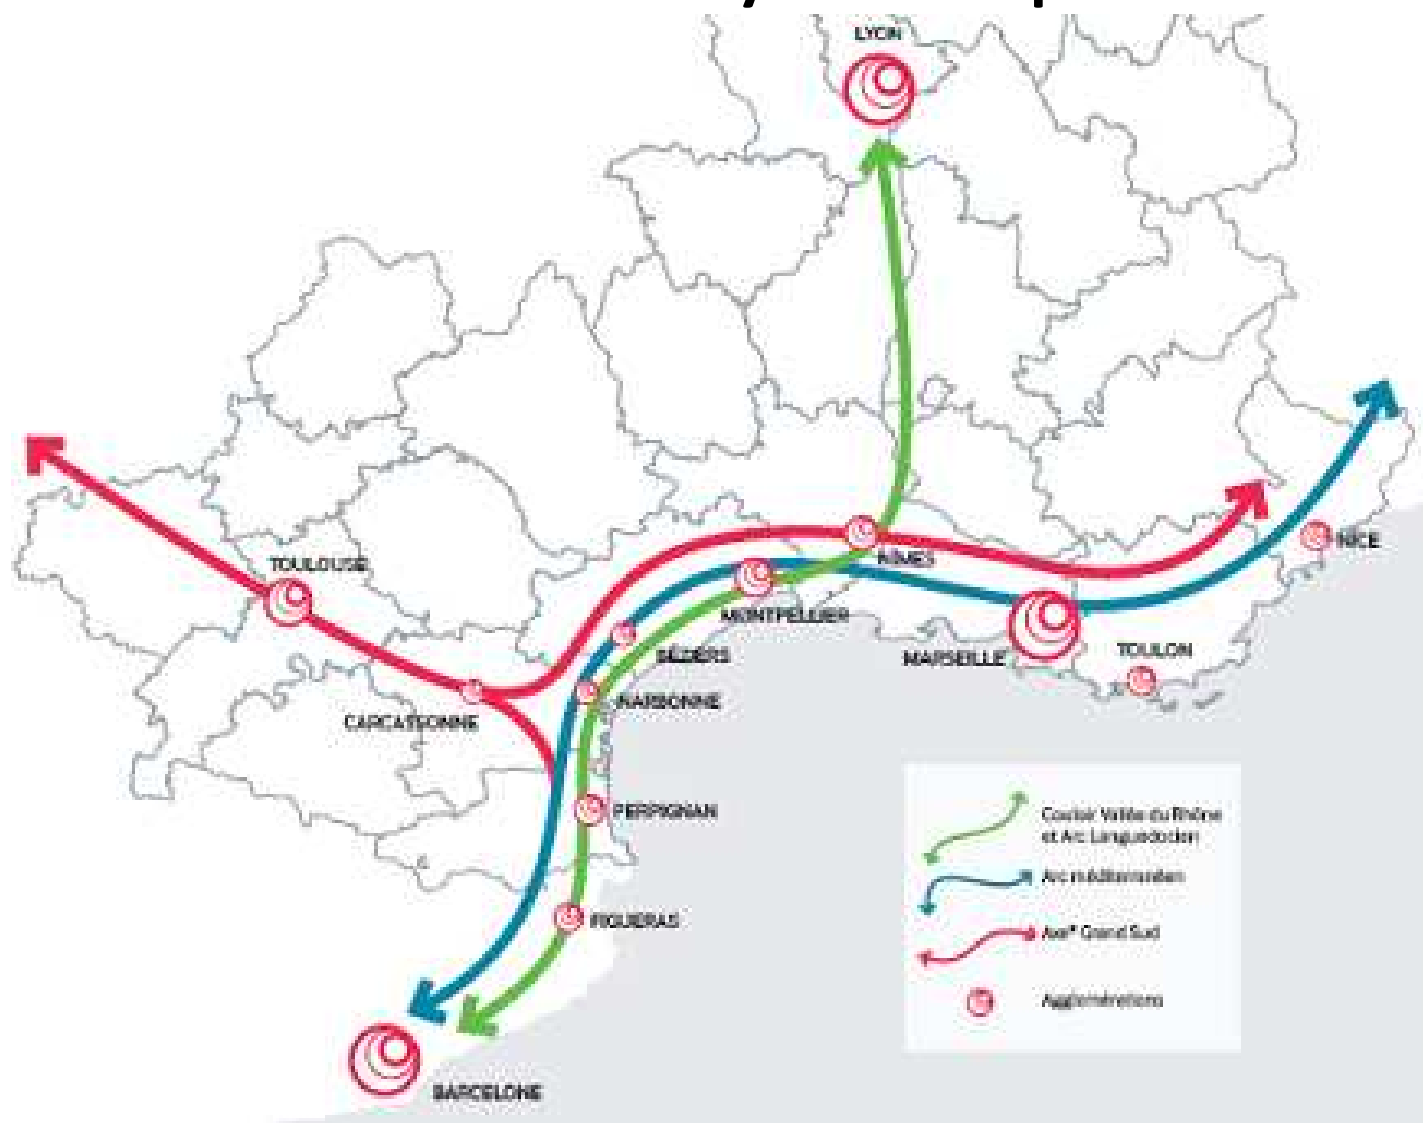 LYON
TOULOUSE
NICE
NÎMES
MONTPELLIER
MARSEILLE
TOULON
BÉZIERS
NARBONNE
CARCASSONNE
PERPIGNAN
FIGUERAS
BARCELONE
Couloir Vallée du Rhône
et Arc Languedocien
Arc méditerranéen
Axe* Grand Sud
Agglomérations